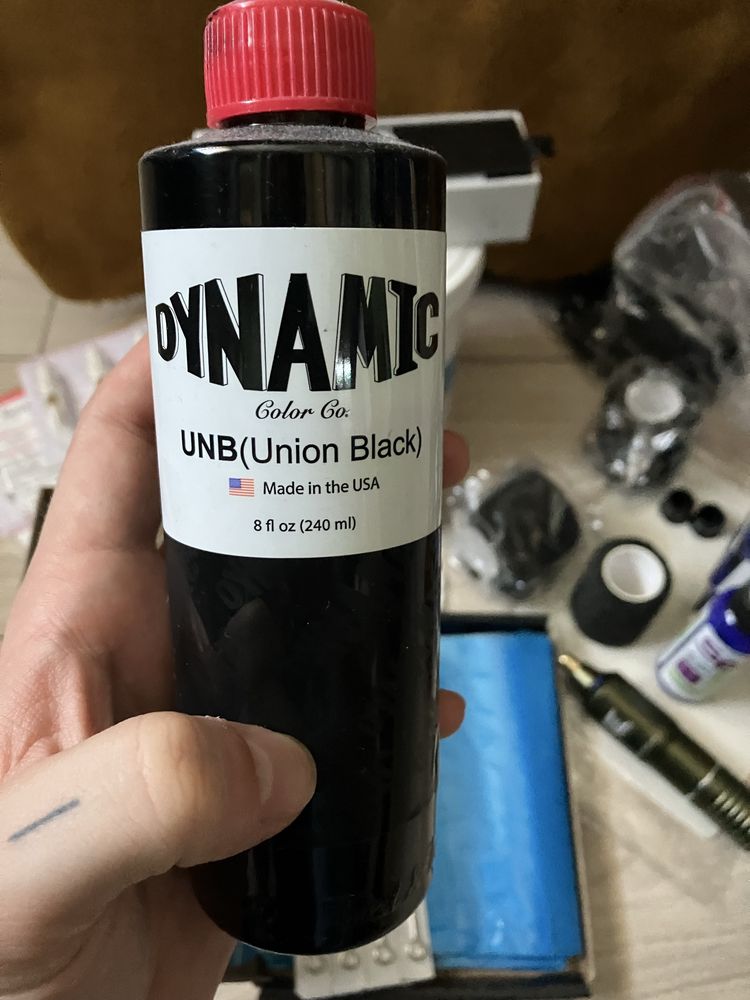 DYNAMIC
Color Co.
UNB(Union Black)
Made in the USA
8 fl oz (240 ml)